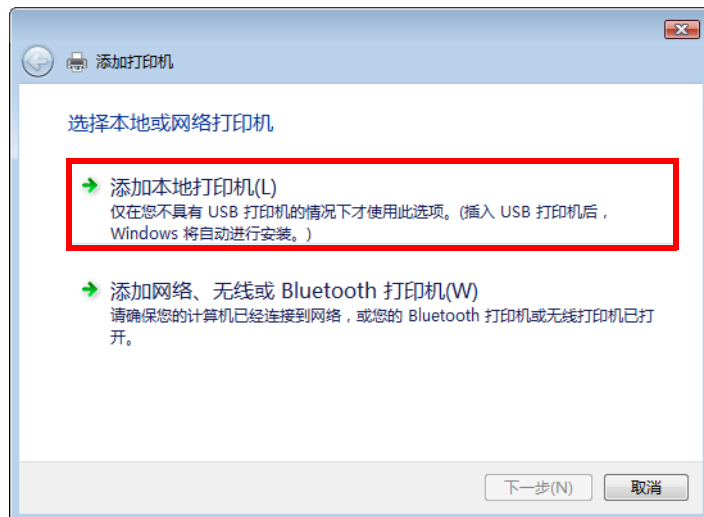 添加打印机
选择本地或网络打印机
添加本地打印机(L)
仅在您不具有 USB 打印机的情况下才使用此选项。(插入 USB 打印机后，
Windows 将自动进行安装。)
添加网络、无线或 Bluetooth 打印机(W)
请确保您的计算机已经连接到网络，或您的 Bluetooth 打印机或无线打印机已打
开。
下一步(N) 取消